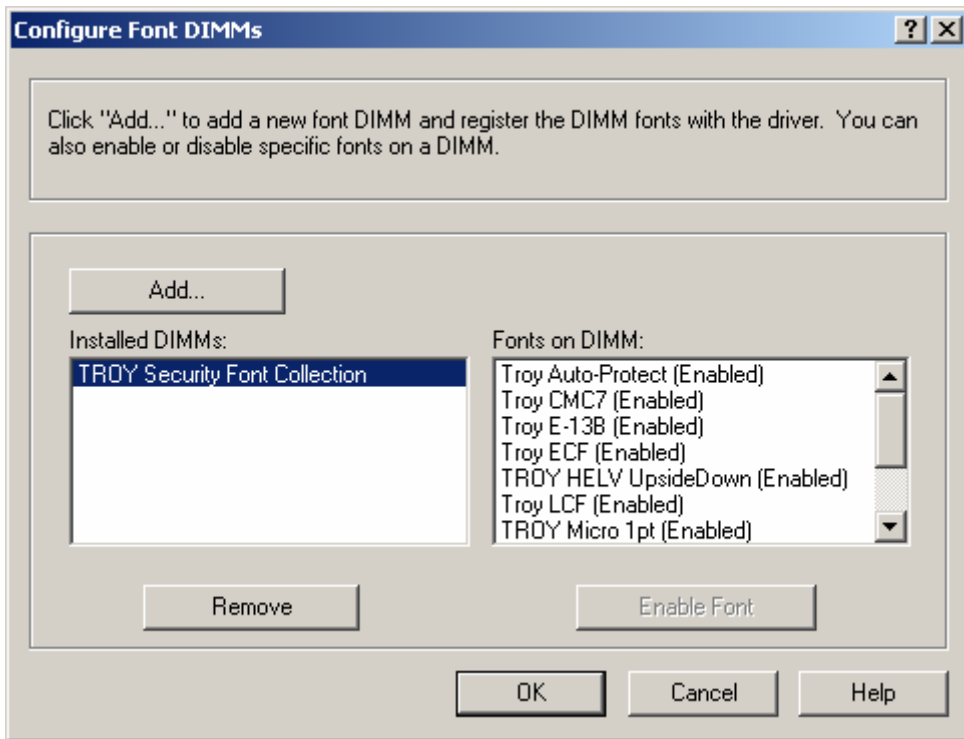 Configure Font DIMMs
Click "Add..." to add a new font DIMM and register the DIMM fonts with the driver.  You can
also enable or disable specific fonts on a DIMM.
Add...
Installed DIMMs:
TROY Security Font Collection
Fonts on DIMM:
Troy Auto-Protect (Enabled)
Troy CMC7 (Enabled)
Troy E-13B (Enabled)
Troy ECF (Enabled)
TROY HELV UpsideDown (Enabled)
Troy LCF (Enabled)
TROY Micro 1pt (Enabled)
Remove
Enable Font
OK
Cancel
Help